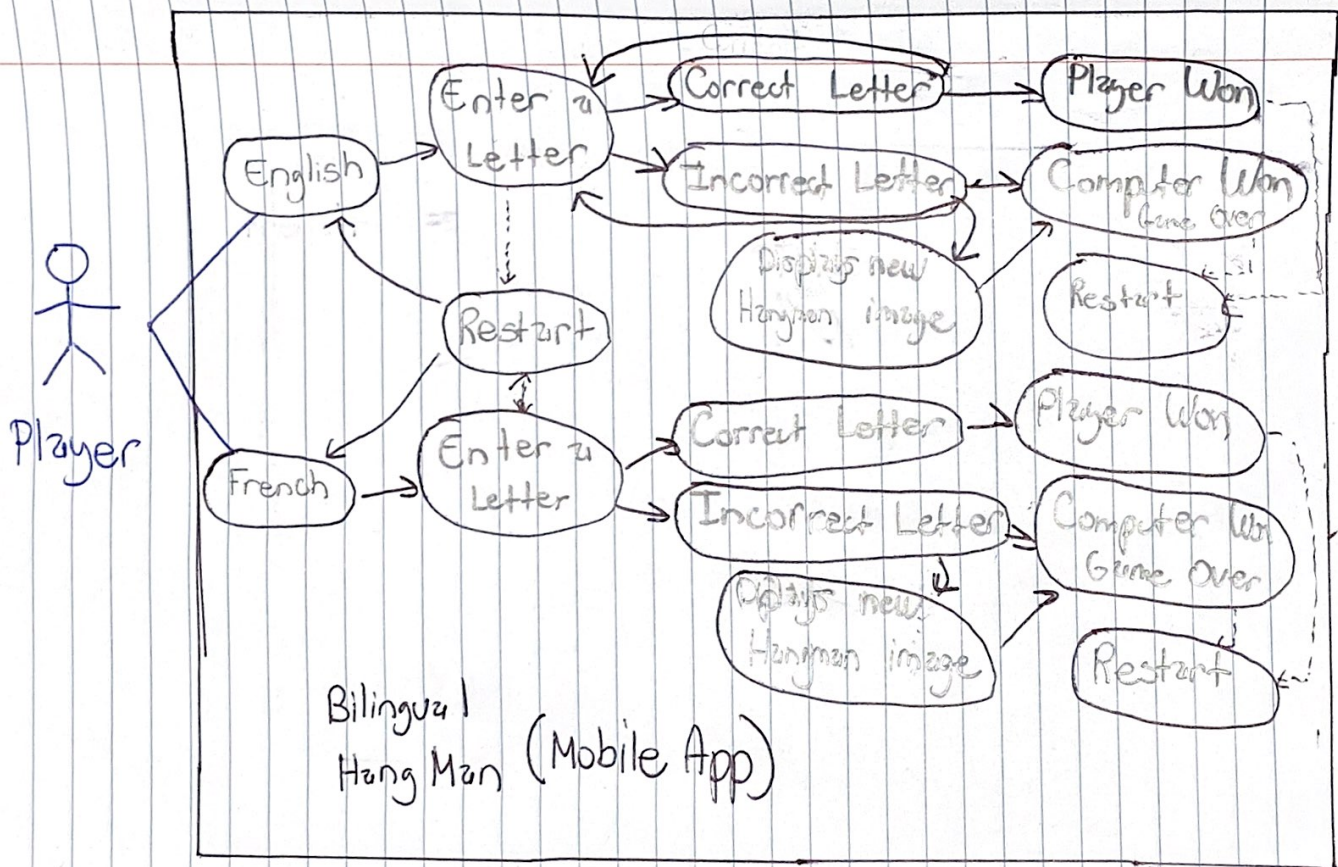 Correct Letter
Player Won
Enter a
Letter
English
Incorrect Letter
Computer Won
Game Over
Displays new
Hangman image
Restart
Restart
Player
French
Enter a
Letter
Correct Letter
Player Won
Incorrect Letter
Computer Won
Game Over
Displays new
Hangman image
Restart
Bilingual
Hang Man (Mobile App)